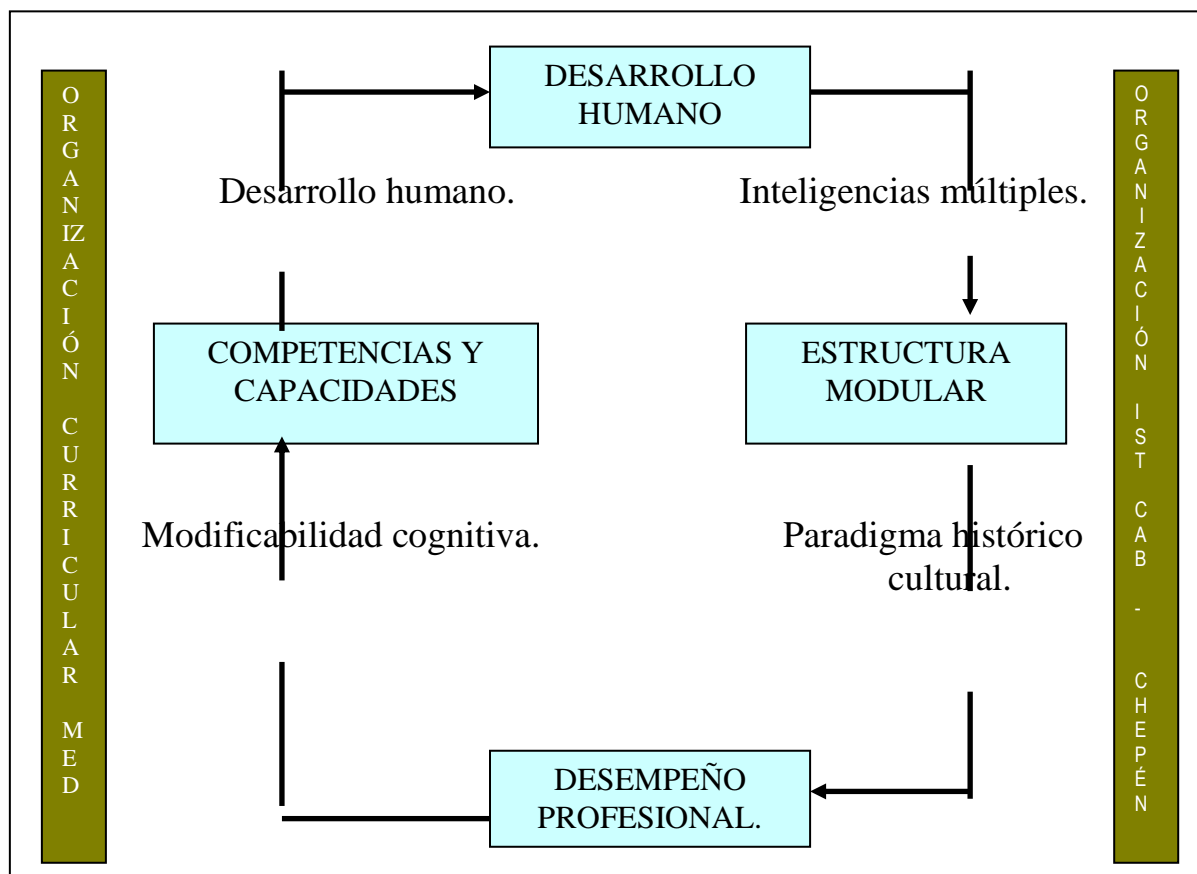 ORGANIZACIÓN CURRICULAR MED
DESARROLLO
HUMANO
Desarrollo humano.
Inteligencias múltiples.
COMPETENCIAS Y
CAPACIDADES
ESTRUCTURA
MODULAR
Modificabilidad cognitiva.
Paradigma histórico
cultural.
DESEMPEÑO
PROFESIONAL.
ORGANIZACIÓN IST CAB - CHEPÉN